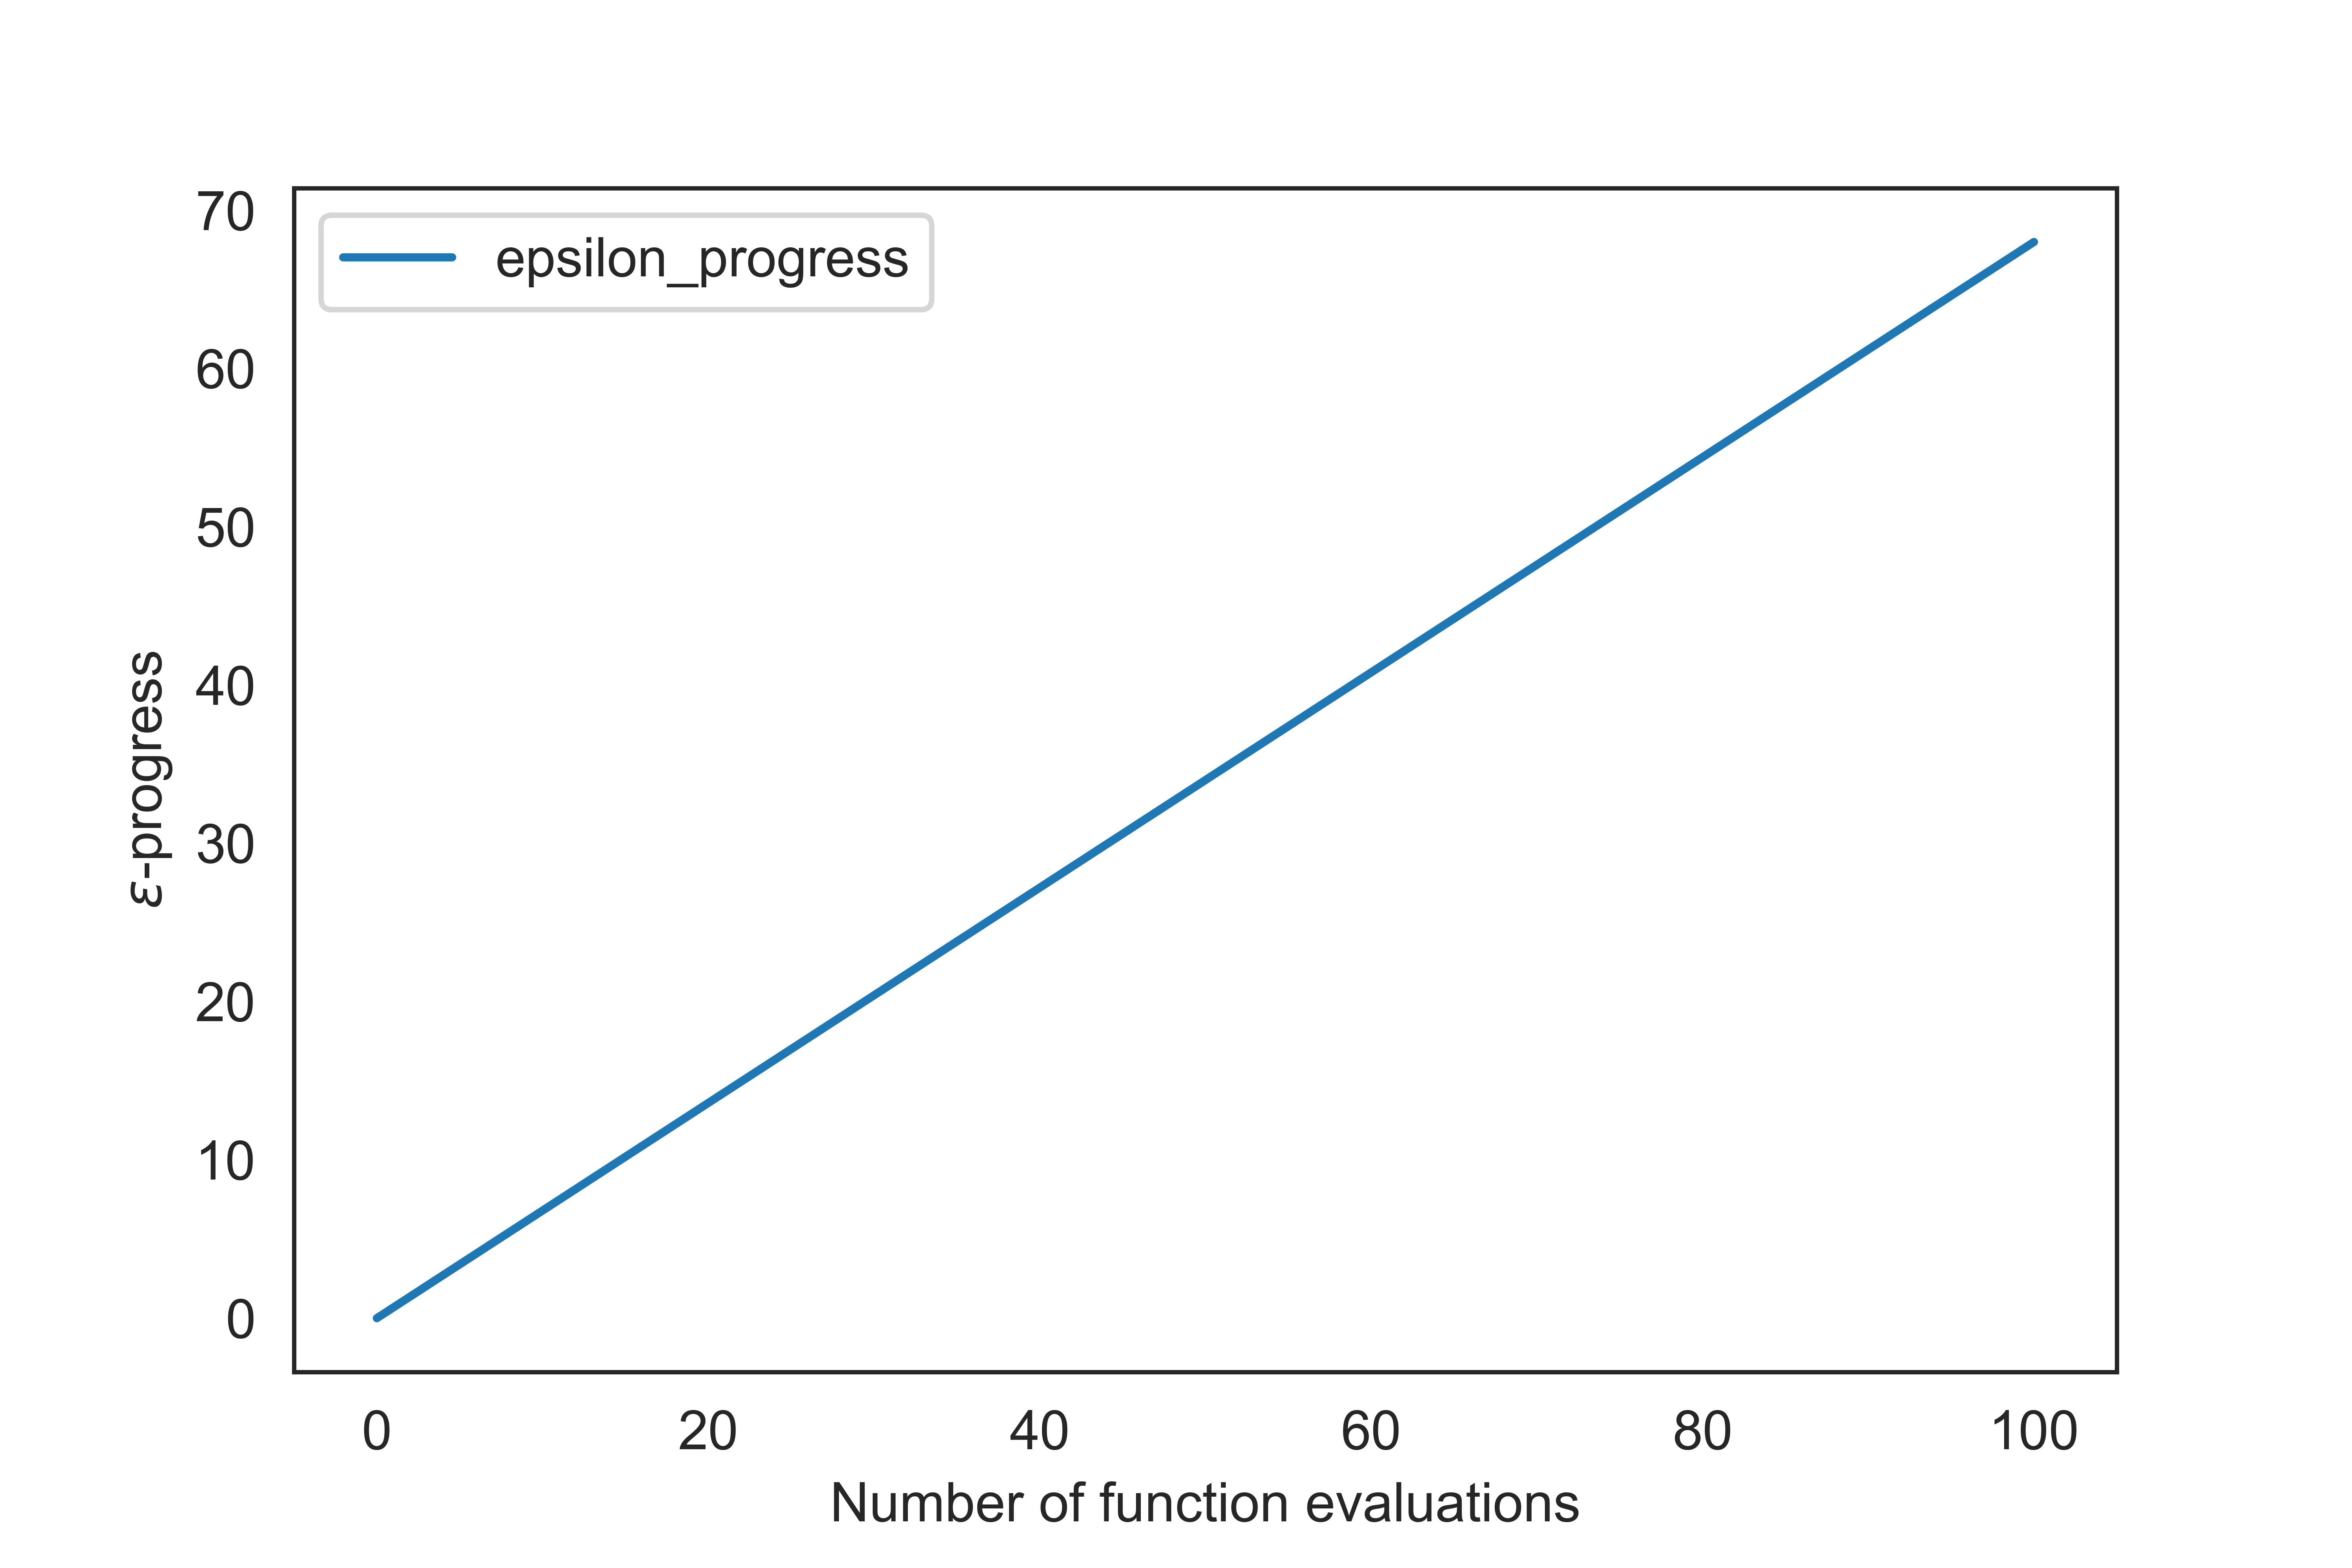 epsilon_progress
70
60
50
40
30
20
10
0
ε-progress
0 20 40 60 80 100
Number of function evaluations